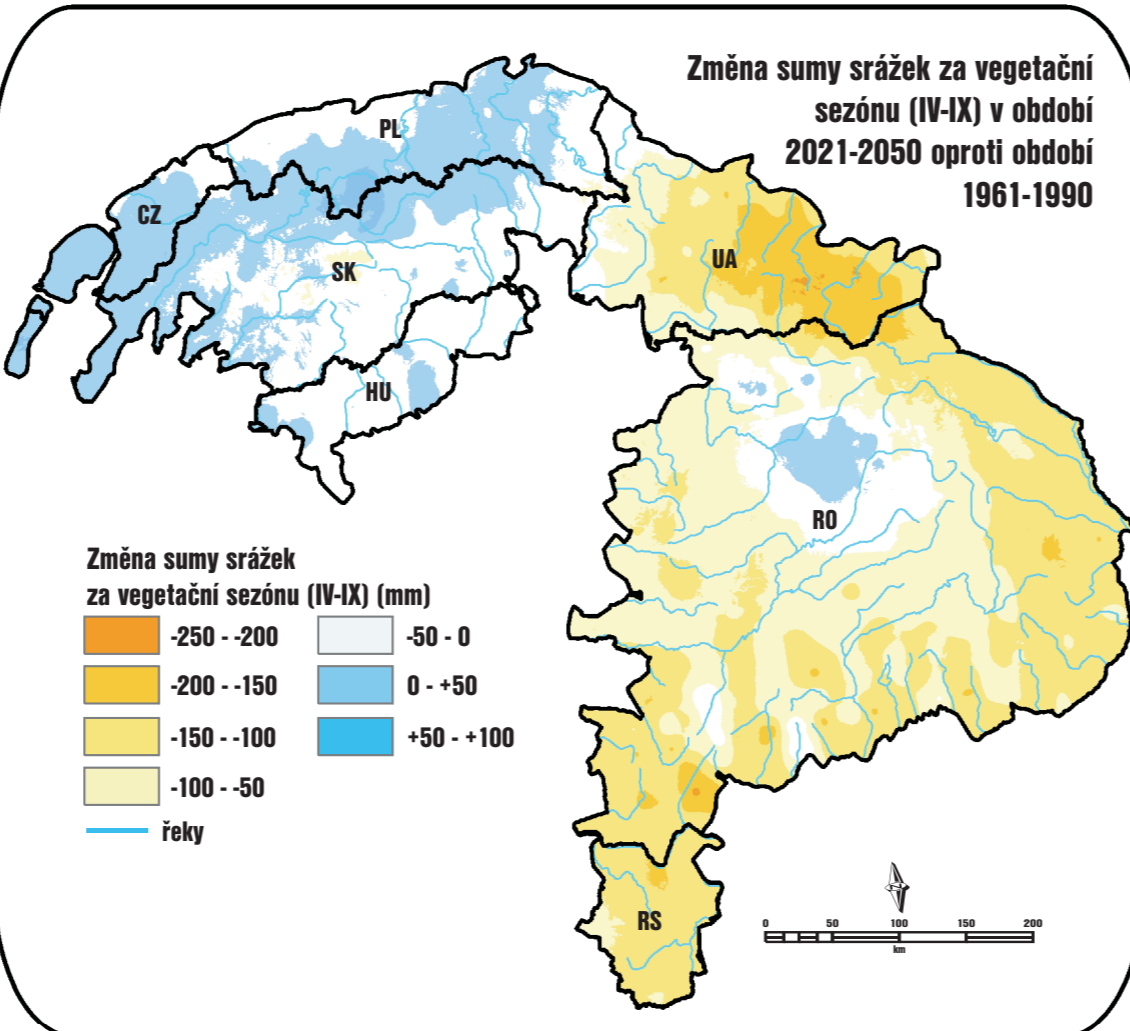 Změna sumy srážek za vegetační
sezónu (IV-IX) v období
2021-2050 oproti období
1961-1990
PL
CZ
SK
UA
HU
RO
RS
Změna sumy srážek
za vegetační sezónu (IV-IX) (mm)
-250 - -200
-200 - -150
-150 - -100
-100 - -50
-50 - 0
0 - +50
+50 - +100
řeky
0 50 100 150 200
km